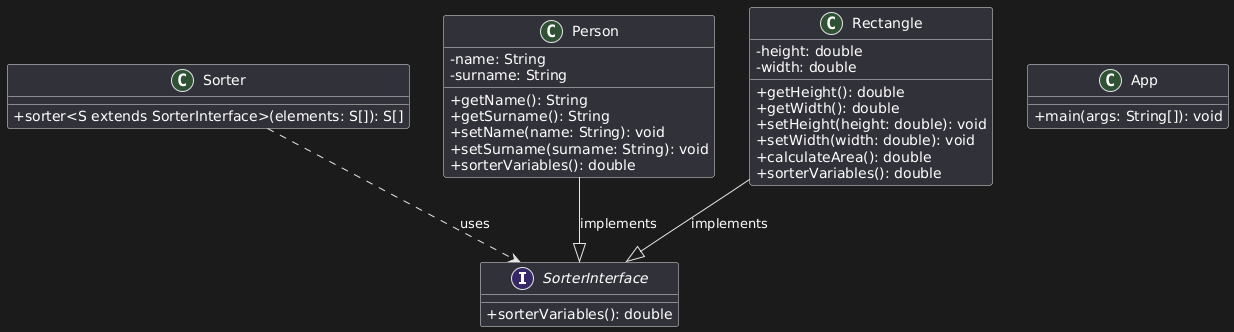 C Sorter
+sorter<S extends SorterInterface>(elements: S[]): S[]
C Person
-name: String
-surname: String
+getName(): String
+getSurname(): String
+setName(name: String): void
+setSurname(surname: String): void
+sorterVariables(): double
C Rectangle
-height: double
-width: double
+getHeight(): double
+getWidth(): double
+setHeight(height: double): void
+setWidth(width: double): void
+calculateArea(): double
+sorterVariables(): double
C App
+main(args: String[]): void
uses
implements
implements
I SorterInterface
+sorterVariables(): double